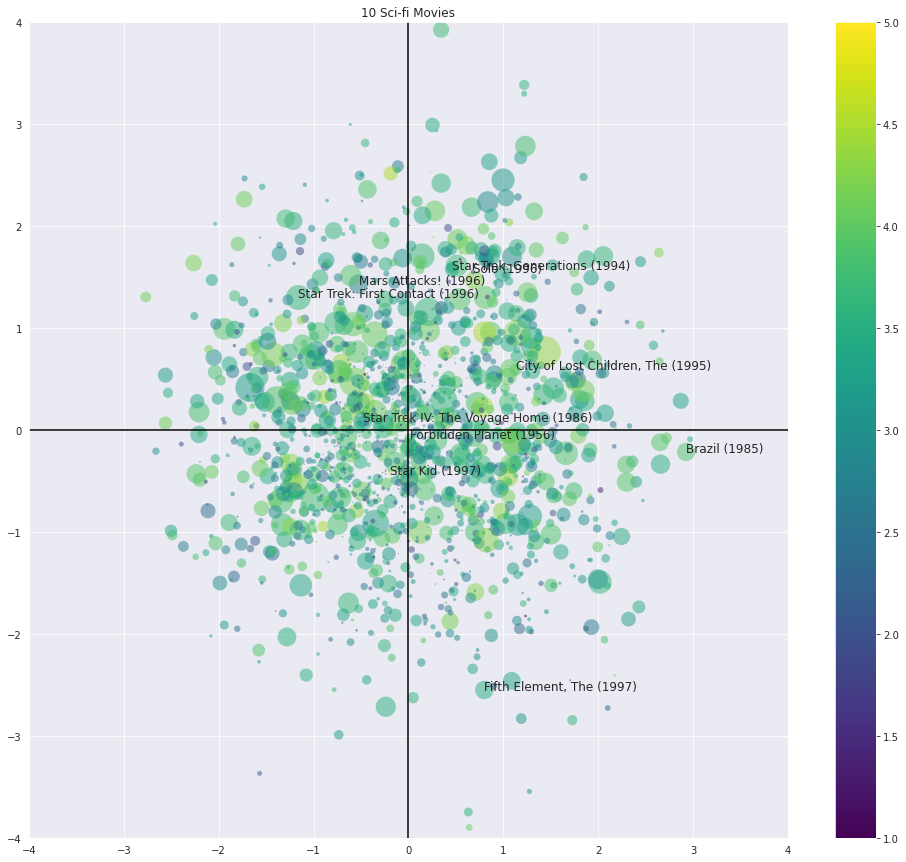 10 Sci-fi Movies
4
3
2
1
0
−1
−2
−3
−4
Star Trek: Generations (1994)
Solo (1996)
Mars Attacks! (1996)
Star Trek: First Contact (1996)
City of Lost Children, The (1995)
Star Trek IV: The Voyage Home (1986)
Forbidden Planet (1956)
Brazil (1985)
Star Kid (1997)
Fifth Element, The (1997)
−4 −3 −2 −1 0 1 2 3 4
5.0
4.5
4.0
3.5
3.0
2.5
2.0
1.5
1.0